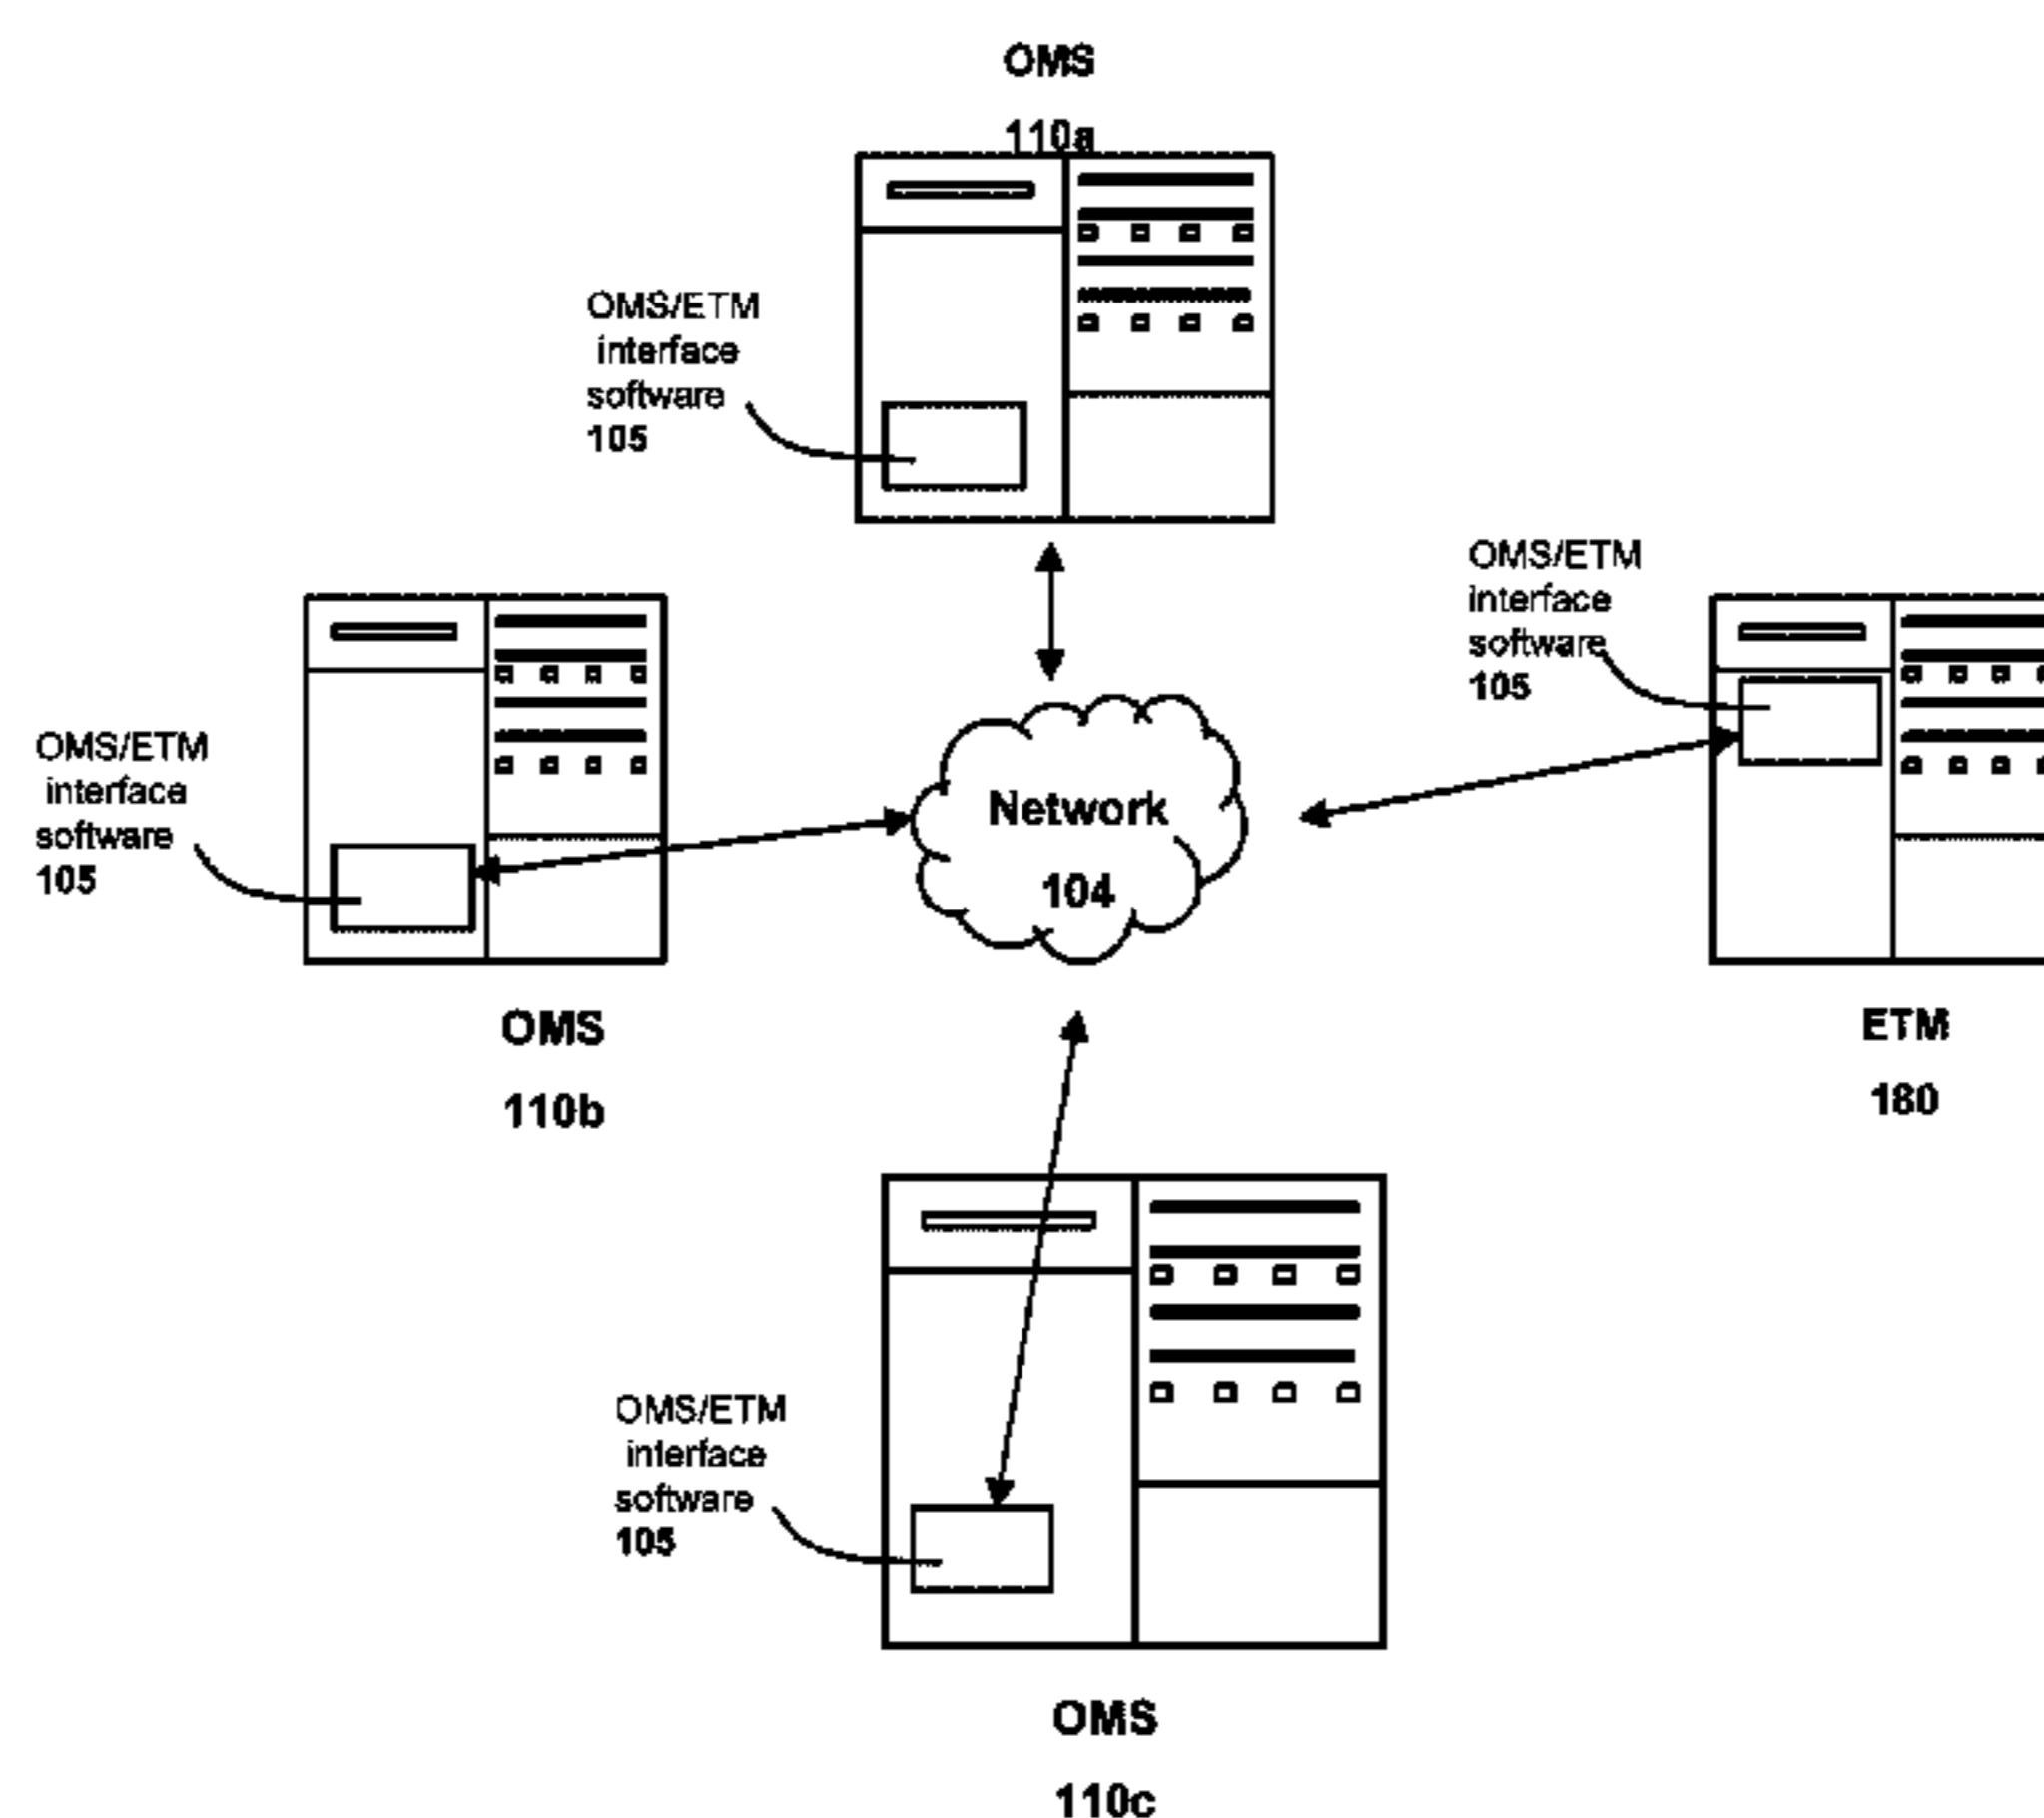 OMS
110a
OMS/ETM
interface
software
105
OMS/ETM
interface
software
105
OMS/ETM
interface
software
105
Network
104
OMS
110b
ETM
180
OMS/ETM
interface
software
105
OMS
110c